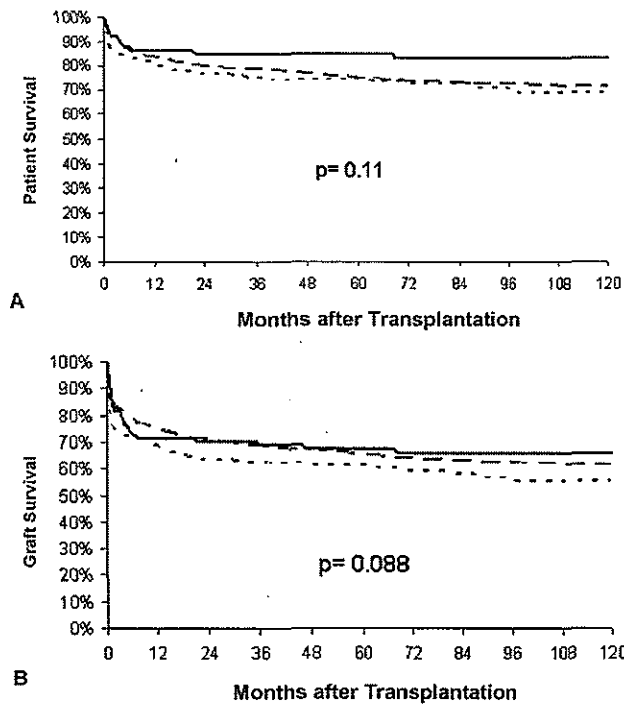 100%
90%
80%
70%
60%
50%
40%
30%
20%
10%
0%
Patient Survival
p= 0.11
0 12 24 36 48 60 72 84 96 108 120
A
Months after Transplantation
100%
90%
80%
70%
60%
50%
40%
30%
20%
10%
0%
Graft Survival
p= 0.088
0 12 24 36 48 60 72 84 96 108 120
B
Months after Transplantation